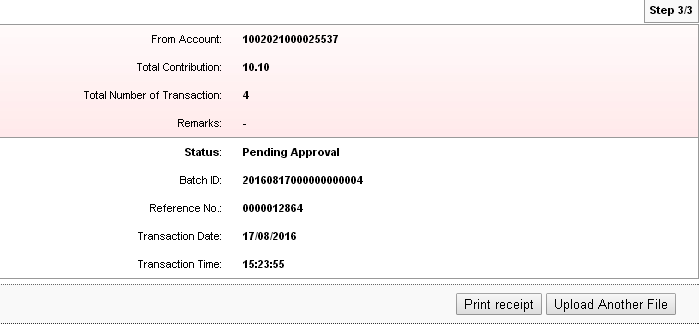 Step 3/3
From Account: 1002021000025537
Total Contribution: 10.10
Total Number of Transaction: 4
Remarks: -
Status: Pending Approval
Batch ID: 20160817000000000004
Reference No.: 0000012864
Transaction Date: 17/08/2016
Transaction Time: 15:23:55
Print receipt Upload Another File